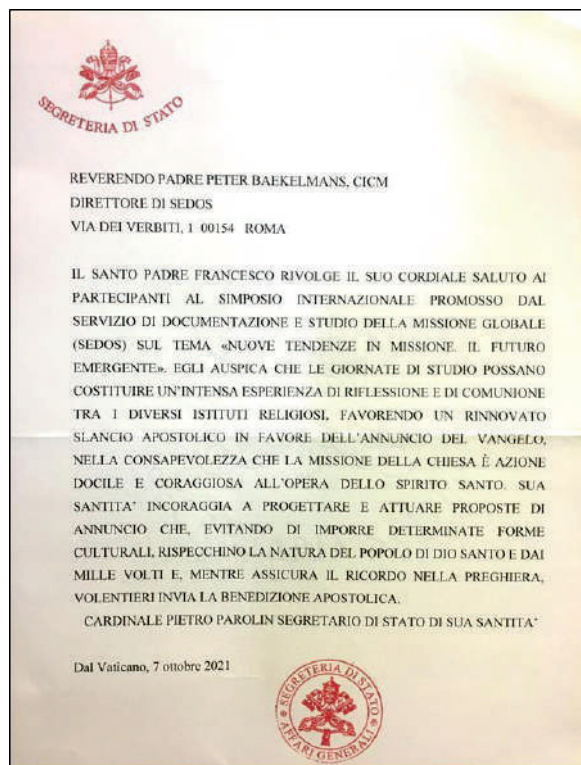 SEGRETERIA DI STATO
REVERENDO PADRE PETER BAEKELMANS, CICM
DIRETTORE DI SEDOS
VIA DEI VERBITI, 1 00154 ROMA
IL SANTO PADRE FRANCESCO RIVOLGE IL SUO CORDIALE SALUTO AI
PARTECIPANTI AL SIMPOSIO INTERNAZIONALE PROMOSSO DAL
SERVIZIO DI DOCUMENTAZIONE E STUDIO DELLA MISSIONE GLOBALE
(SEDOS) SUL TEMA «NUOVE TENDENZE IN MISSIONE. IL FUTURO
EMERGENTE». EGLI AUSPICA CHE LE GIORNATE DI STUDIO POSSANO
COSTITUIRE UN'INTENSA ESPERIENZA DI RIFLESSIONE E DI COMUNIONE
TRA I DIVERSI ISTITUTI RELIGIOSI, FAVORENDO UN RINNOVATO
SLANCIO APOSTOLICO IN FAVORE DELL'ANNUNCIO DEL VANGELO,
NELLA CONSAPEVOLEZZA CHE LA MISSIONE DELLA CHIESA È AZIONE
DOCILE E CORAGGIOSA ALL'OPERA DELLO SPIRITO SANTO. SUA
SANTITA' INCORAGGIA A PROGETTARE E ATTUARE PROPOSTE DI
ANNUNCIO CHE, EVITANDO DI IMPORRE DETERMINATE FORME
CULTURALI, RISPECCHINO LA NATURA DEL POPOLO DI DIO SANTO E DAI
MILLE VOLTI E, MENTRE ASSICURA IL RICORDO NELLA PREGHIERA,
VOLENTIERI INVIA LA BENEDIZIONE APOSTOLICA.
CARDINALE PIETRO PAROLIN SEGRETARIO DI STATO DI SUA SANTITA'
Dal Vaticano, 7 ottobre 2021
SEGRETERIA DI STATO
AFFARI GENERALI